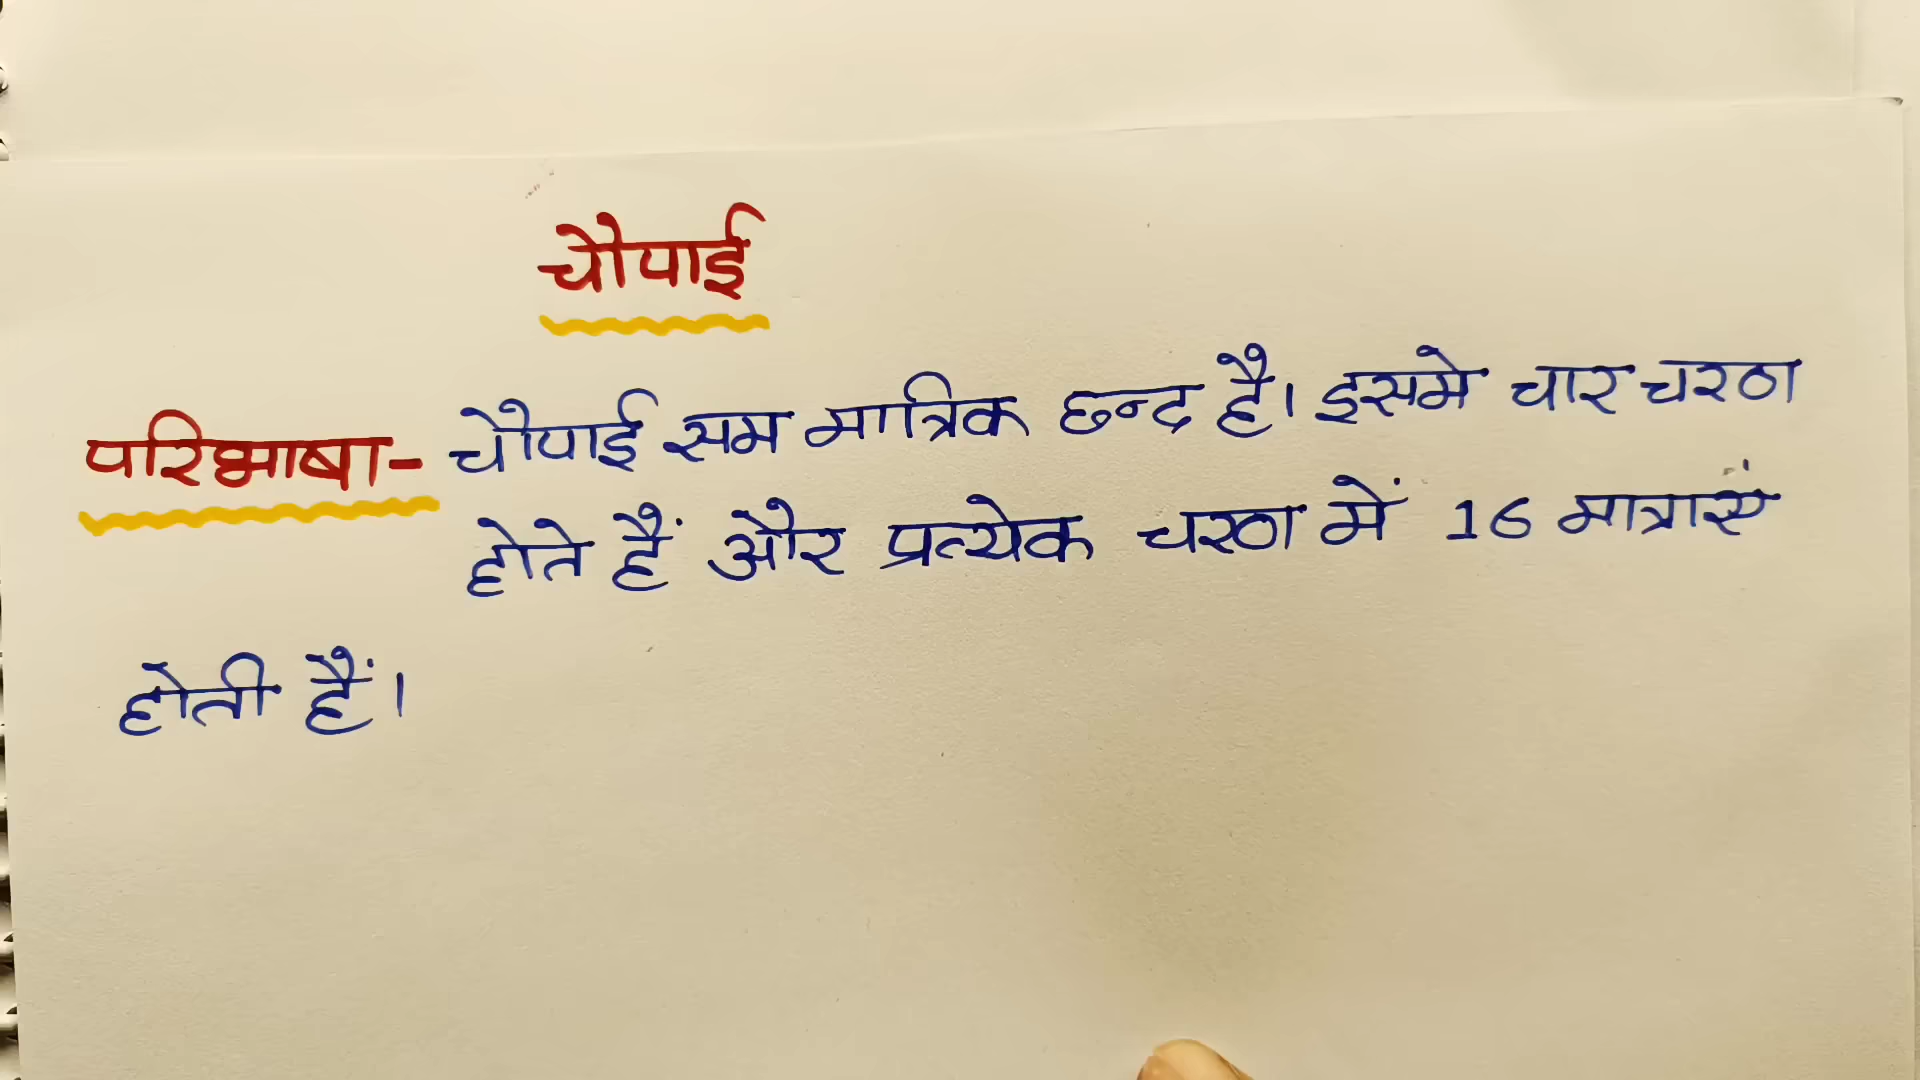 चौपाई
परिभाषा- चौपाई सम मात्रिक छन्द है। इसमे चार चरण
होते हैं और प्रत्येक चरण में 16 मात्राएं
होती हैं।